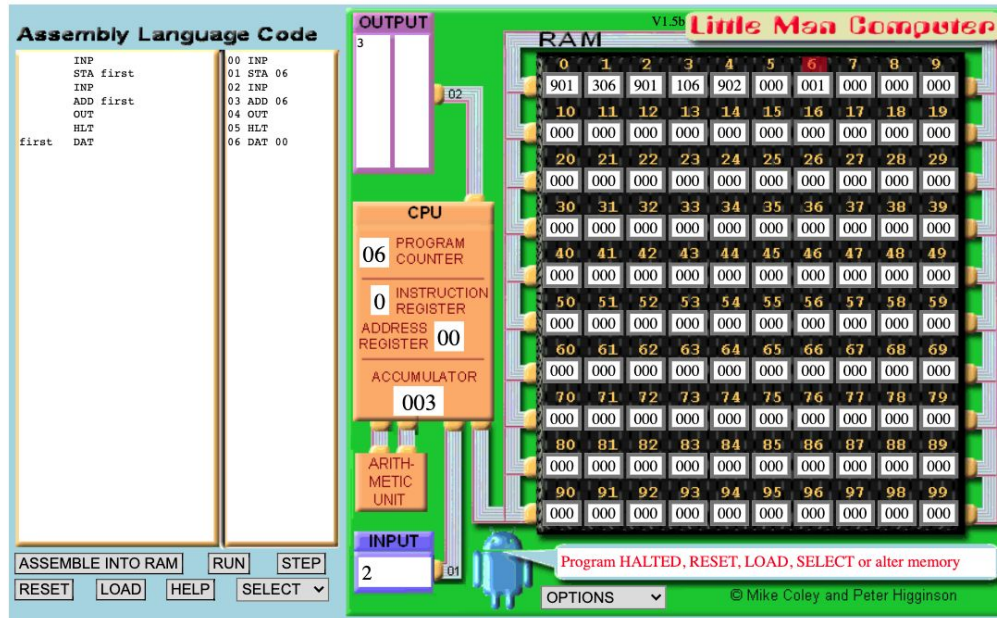 Assembly Language Code
INP
STA first
INP
ADD first
OUT
HLT
first DAT
00 INP
01 STA 06
02 INP
03 ADD 06
04 OUT
05 HLT
06 DAT 00
ASSEMBLE INTO RAM RUN STEP
RESET LOAD HELP SELECT
OUTPUT
3
02
CPU
06 PROGRAM
COUNTER
0 INSTRUCTION
REGISTER
ADDRESS
REGISTER 00
ACCUMULATOR
003
ARITH-
METIC
UNIT
INPUT
2
01
V1.5b Little Man Computer
RAM
0 1 2 3 4 5 6 7 8 9
901 306 901 106 902 000 001 000 000 000
10 11 12 13 14 15 16 17 18 19
000 000 000 000 000 000 000 000 000 000
20 21 22 23 24 25 26 27 28 29
000 000 000 000 000 000 000 000 000 000
30 31 32 33 34 35 36 37 38 39
000 000 000 000 000 000 000 000 000 000
40 41 42 43 44 45 46 47 48 49
000 000 000 000 000 000 000 000 000 000
50 51 52 53 54 55 56 57 58 59
000 000 000 000 000 000 000 000 000 000
60 61 62 63 64 65 66 67 68 69
000 000 000 000 000 000 000 000 000 000
70 71 72 73 74 75 76 77 78 79
000 000 000 000 000 000 000 000 000 000
80 81 82 83 84 85 86 87 88 89
000 000 000 000 000 000 000 000 000 000
90 91 92 93 94 95 96 97 98 99
000 000 000 000 000 000 000 000 000 000
Program HALTED, RESET, LOAD, SELECT or alter memory
OPTIONS
© Mike Coley and Peter Higginson